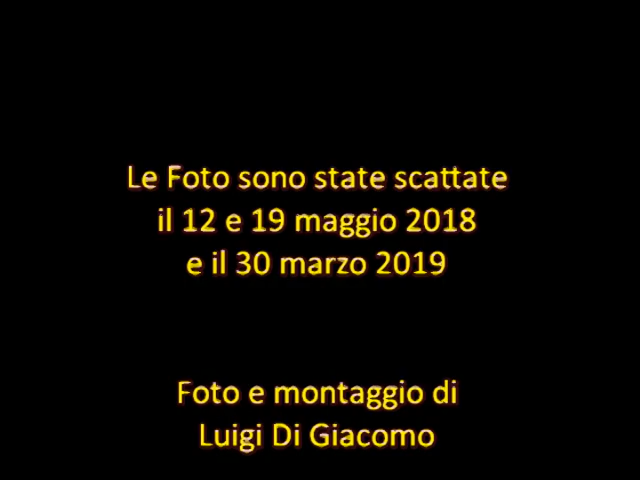 Le Foto sono state scattate
il 12 e 19 maggio 2018
e il 30 marzo 2019
Foto e montaggio di
Luigi Di Giacomo